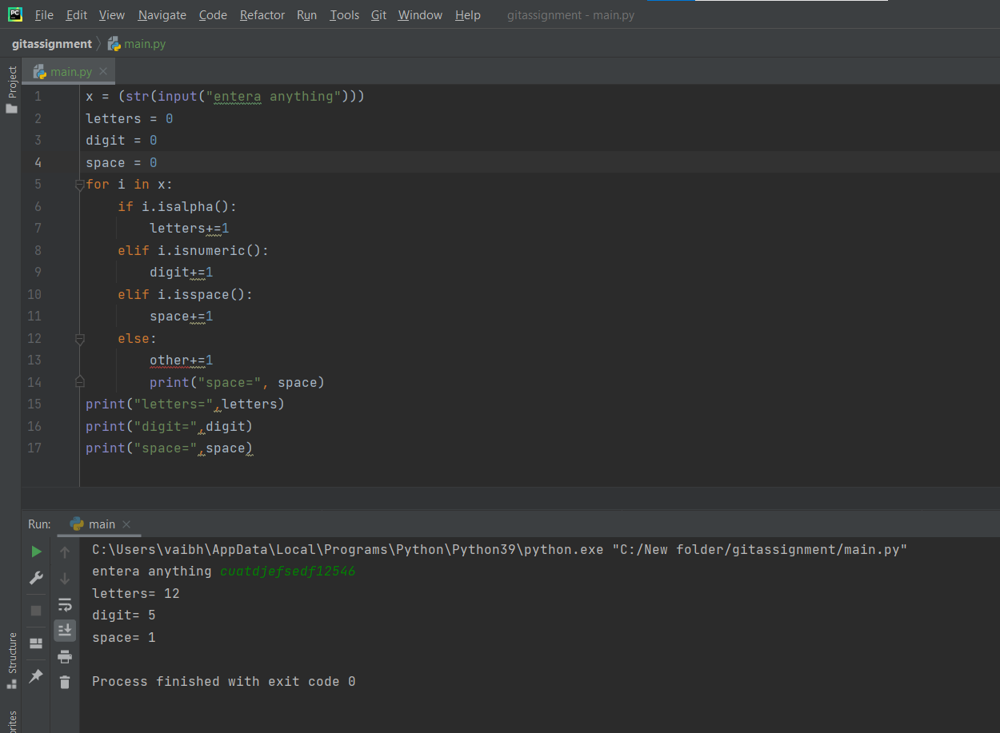 PC File Edit View Navigate Code Refactor Run Tools Git Window Help gitassignment - main.py
gitassignment main.py
Project
main.py
1 x = (str(input("entera anything")))
2 letters = 0
3 digit = 0
4 space = 0
5 for i in x:
6 if i.isalpha():
7 letters+=1
8 elif i.isnumeric():
9 digit+=1
10 elif i.isspace():
11 space+=1
12 else:
13 other+=1
14 print("space=", space)
15 print("letters=",letters)
16 print("digit=",digit)
17 print("space=",space)
Run: main
C:\Users\vaibh\AppData\Local\Programs\Python\Python39\python.exe "C:/New folder/gitassignment/main.py"
entera anything cuatdjefsedf12546
letters= 12
digit= 5
space= 1
Process finished with exit code 0
Structure